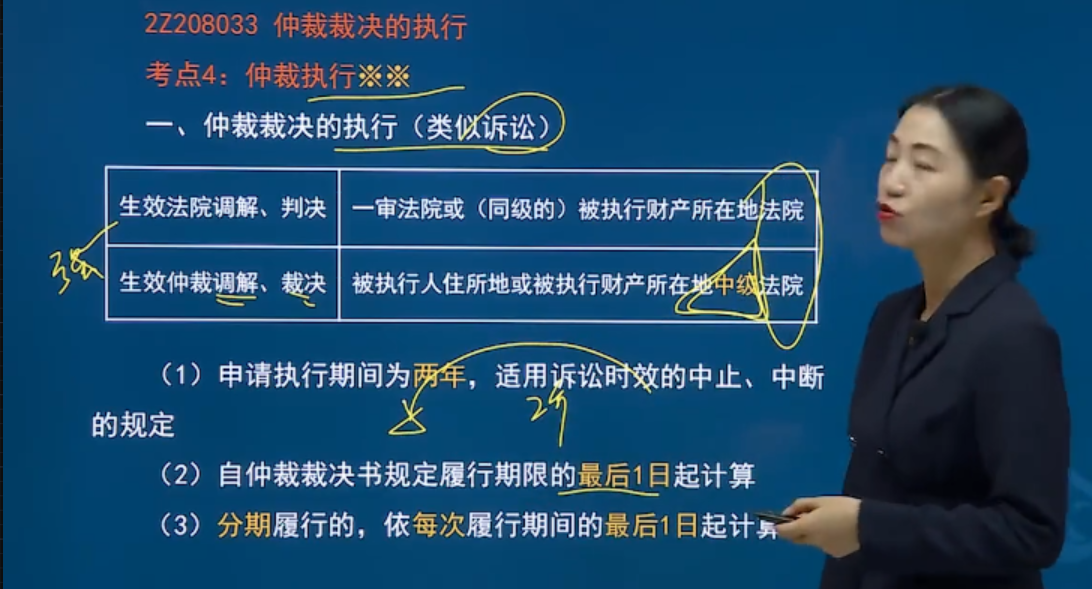 2Z208033 仲裁裁决的执行
考点4：仲裁执行※※
一、仲裁裁决的执行（类似诉讼）
生效法院调解、判决 一审法院或（同级的）被执行财产所在地法院
生效仲裁调解、裁决 被执行人住所地或被执行财产所在地中级法院
（1）申请执行期间为两年，适用诉讼时效的中止、中断
的规定
（2）自仲裁裁决书规定履行期限的最后1日起计算
（3）分期履行的，依每次履行期间的最后1日起计算